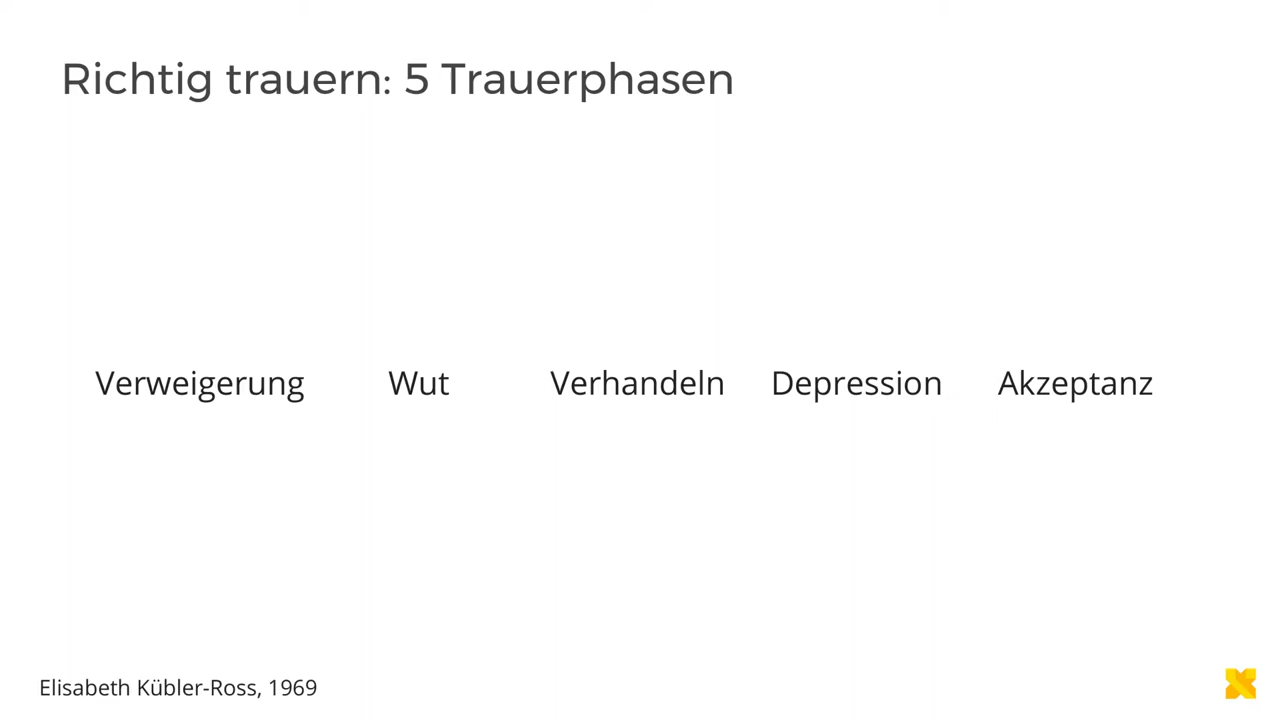 Richtig trauern: 5 Trauerphasen
Verweigerung Wut Verhandeln Depression Akzeptanz
Elisabeth Kübler-Ross, 1969